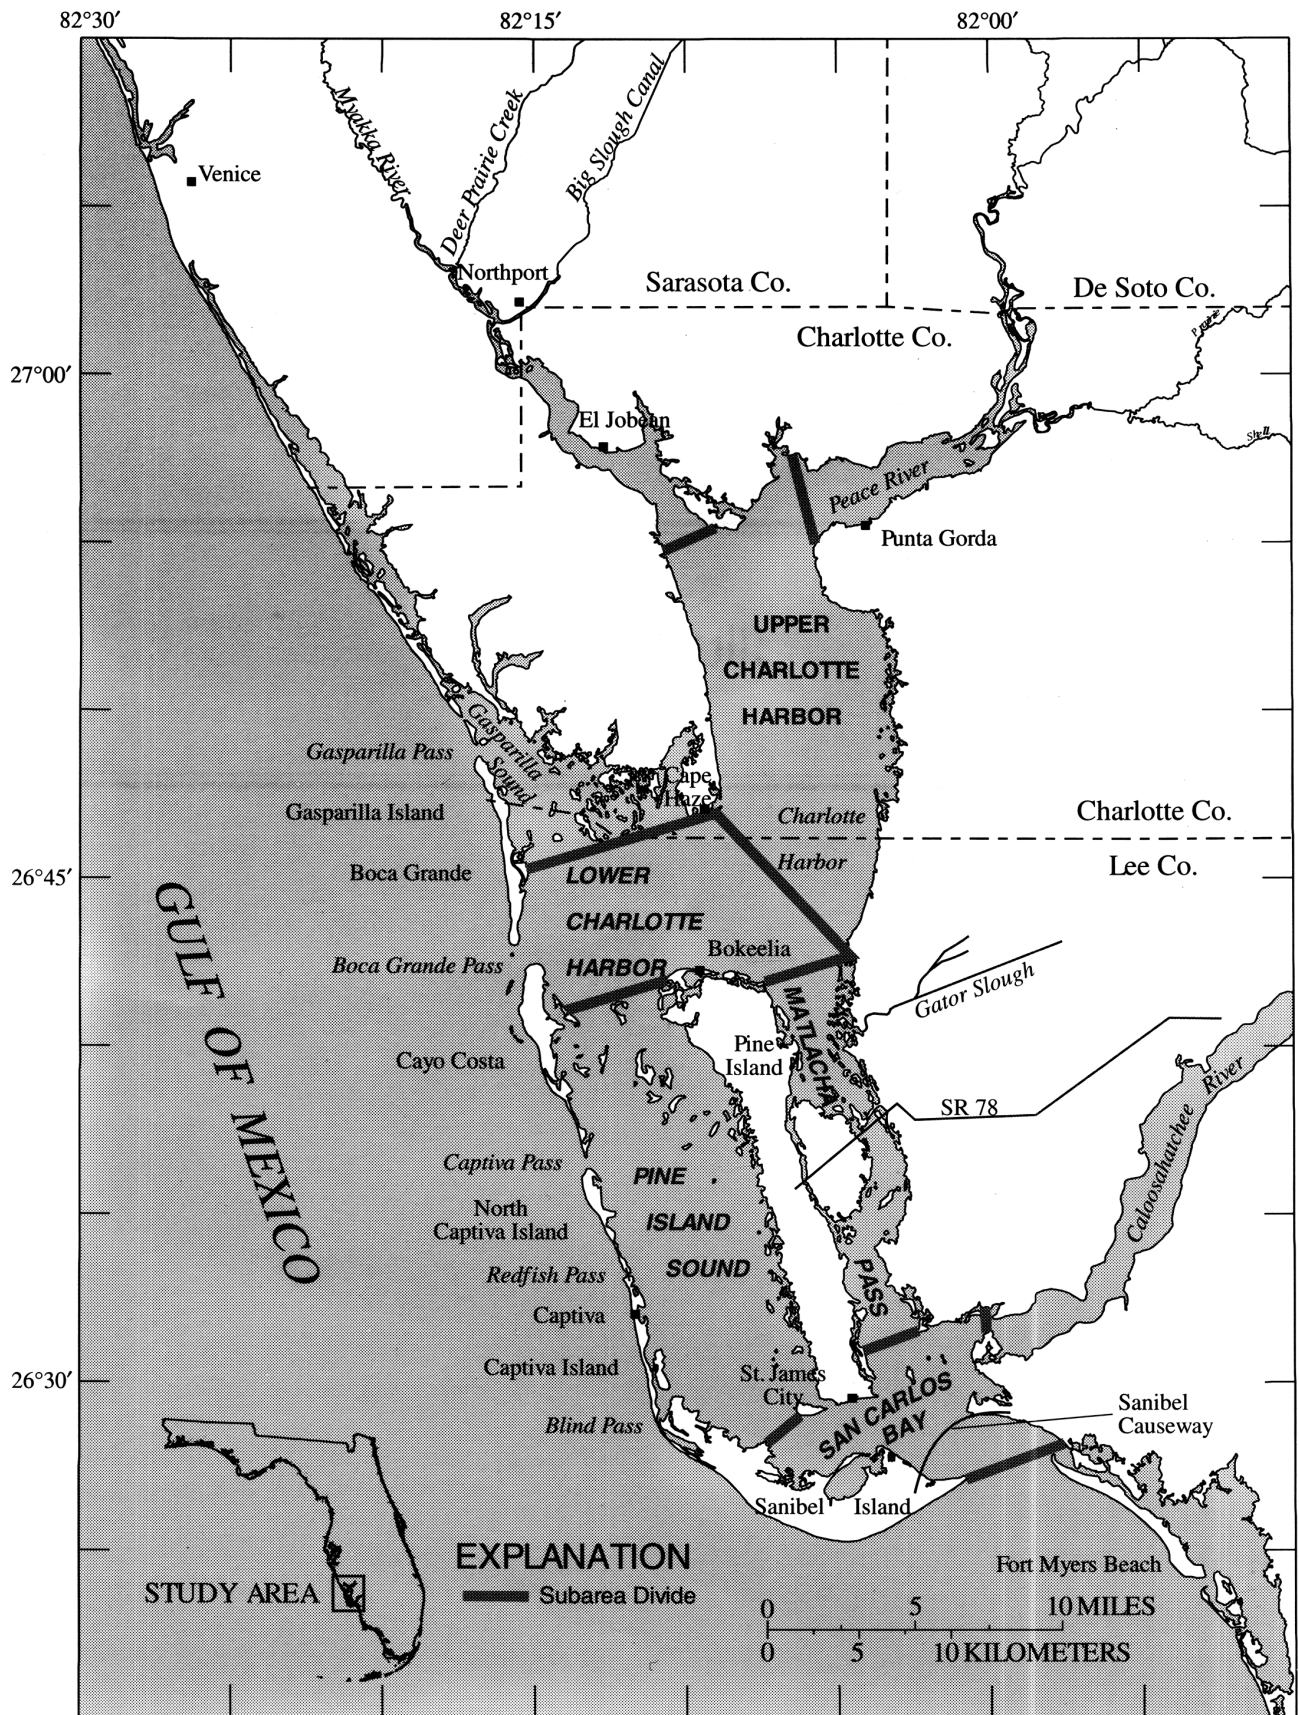 82°30′ 82°15′ 82°00′
Myakka River
Deer Prairie Creek
Big Slough Canal
Venice
Northport
Sarasota Co.
De Soto Co.
Prairie
Charlotte Co.
27°00′
El Jobean
Shell
Peace River
Punta Gorda
UPPER
CHARLOTTE
HARBOR
Gasparilla
Sound
Gasparilla Pass
Cape
Haze
Gasparilla Island
Charlotte
Harbor
Charlotte Co.
Lee Co.
26°45′
Boca Grande
LOWER
CHARLOTTE
HARBOR
Bokeelia
Boca Grande Pass
GULF OF MEXICO
Gator Slough
MATLACHA
PASS
Pine
Island
Cayo Costa
SR 78
Caloosahatchee River
Captiva Pass
PINE
ISLAND
SOUND
North
Captiva Island
Redfish Pass
Captiva
Captiva Island
26°30′
St. James
City
SAN CARLOS
BAY
Sanibel
Causeway
Blind Pass
Sanibel Island
Fort Myers Beach
STUDY AREA
EXPLANATION
Subarea Divide
0 5 10 MILES
0 5 10 KILOMETERS